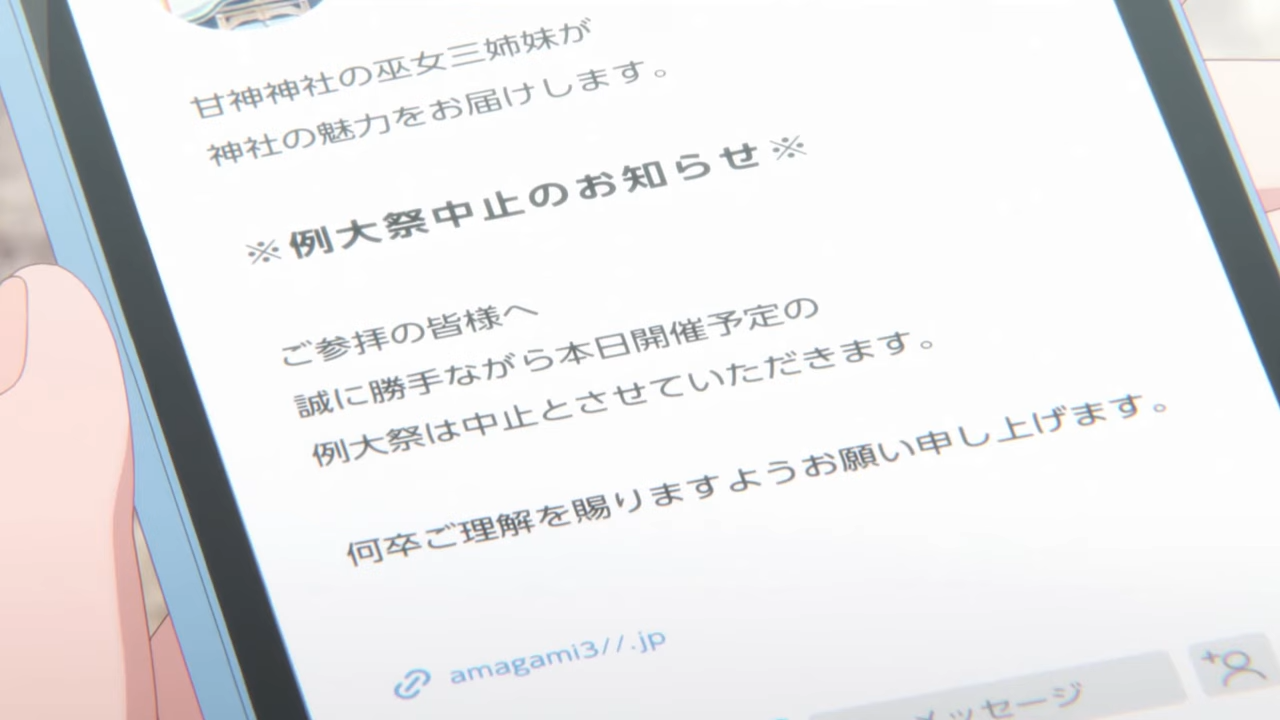 甘神神社の巫女三姉妹が
神社の魅力をお届けします。
※例大祭中止のお知らせ※
ご参拝の皆様へ
誠に勝手ながら本日開催予定の
例大祭は中止とさせていただきます。
何卒ご理解を賜りますようお願い申し上げます。
amagami3//.jp
メッセージ